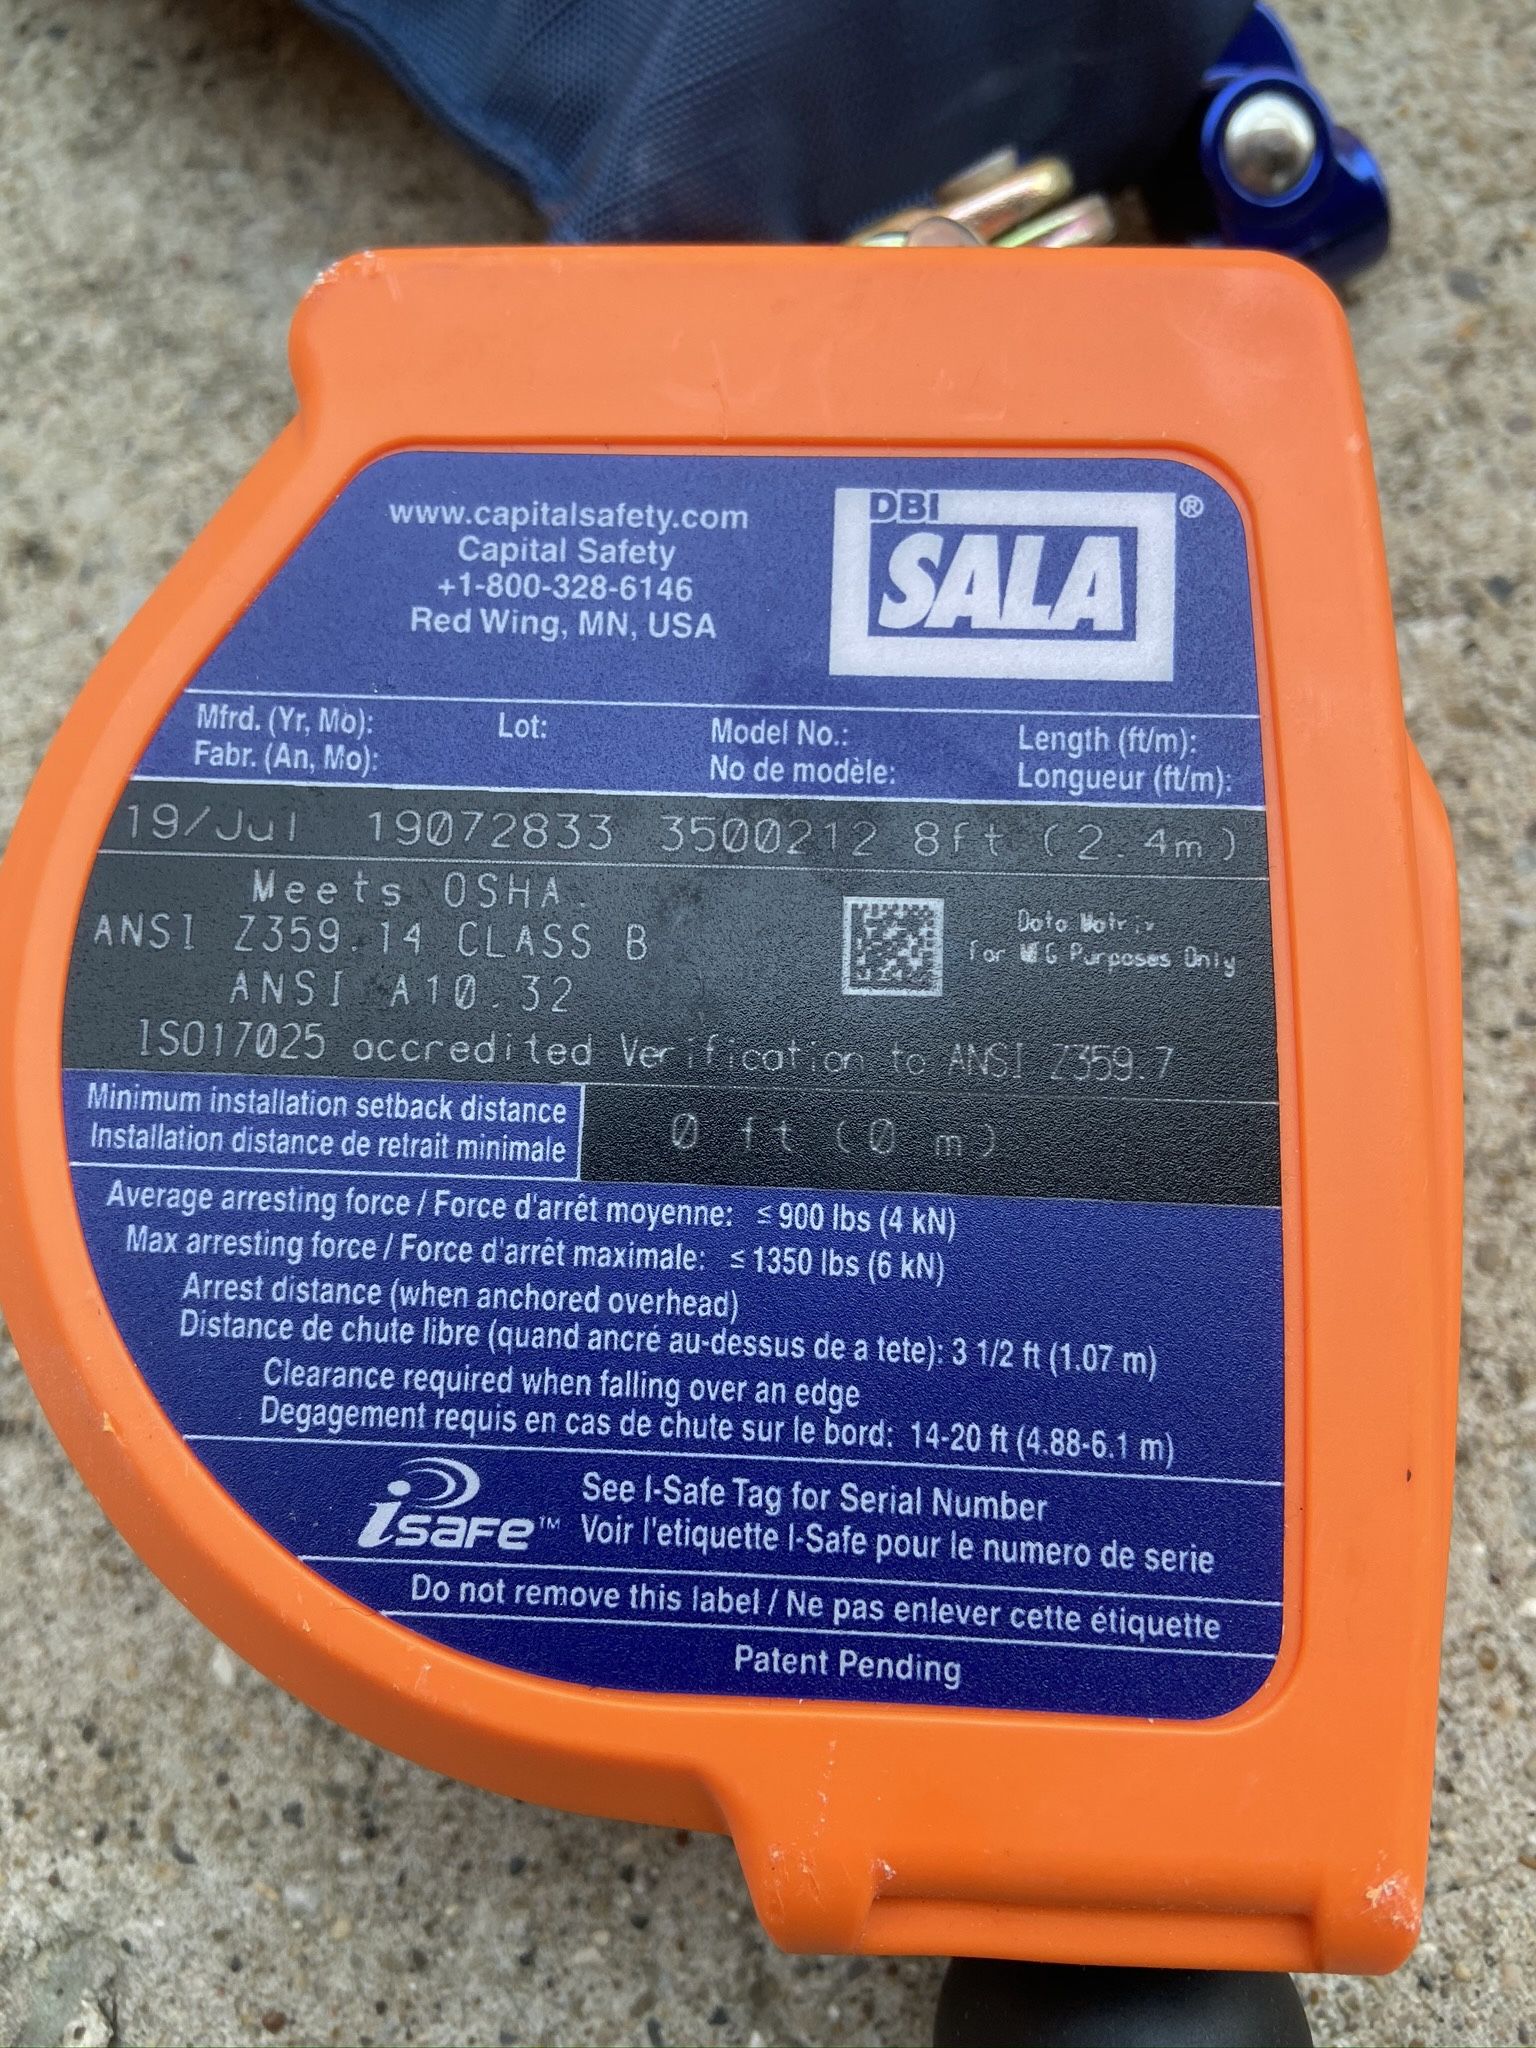 www.capitalsafety.com
Capital Safety
+1-800-328-6146
Red Wing, MN, USA
DBI
SALA®
Mfrd. (Yr, Mo):
Fabr. (An, Mo):
Lot:
Model No.:
No de modèle:
Length (ft/m):
Longueur (ft/m):
19/Jul 19072833 3500212 8ft (2.4m)
Meets OSHA.
ANSI Z359.14 CLASS B
ANSI A10.32
Data Matrix
for MFG Purposes Only
ISO17025 accredited Verification to ANSI Z359.7
Minimum installation setback distance
Installation distance de retrait minimale
0 ft (0 m)
Average arresting force / Force d'arrêt moyenne: ≤ 900 lbs (4 kN)
Max arresting force / Force d'arrêt maximale: ≤ 1350 lbs (6 kN)
Arrest distance (when anchored overhead)
Distance de chute libre (quand ancré au-dessus de a tete): 3 1/2 ft (1.07 m)
Clearance required when falling over an edge
Degagement requis en cas de chute sur le bord: 14-20 ft (4.88-6.1 m)
isafe™
See I-Safe Tag for Serial Number
Voir l'etiquette I-Safe pour le numero de serie
Do not remove this label / Ne pas enlever cette étiquette
Patent Pending